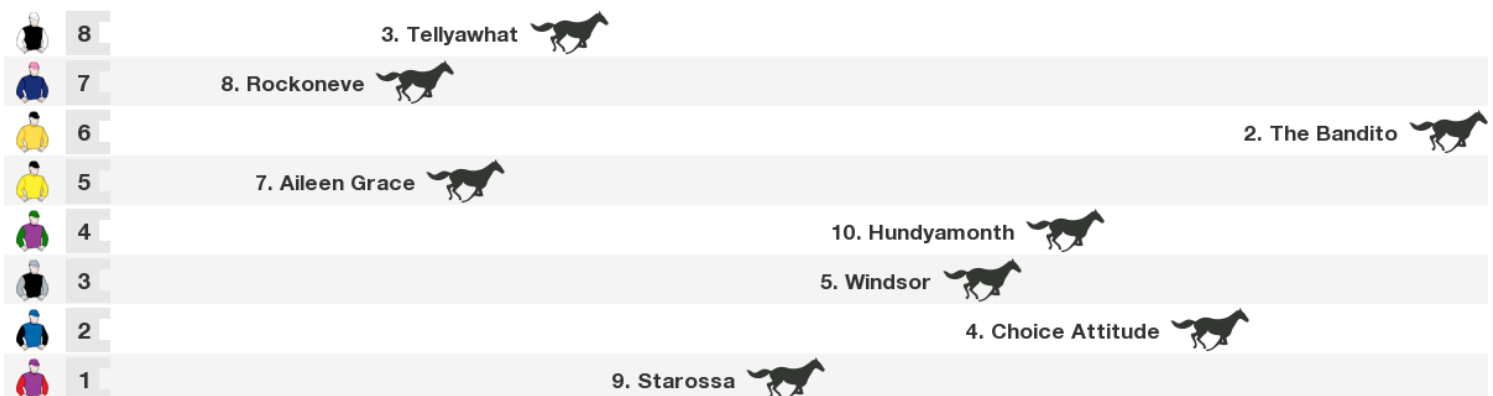 8 3. Tellyawhat
7 8. Rockoneve
6 2. The Bandito
5 7. Aileen Grace
4 10. Hundyamonth
3 5. Windsor
2 4. Choice Attitude
1 9. Starossa